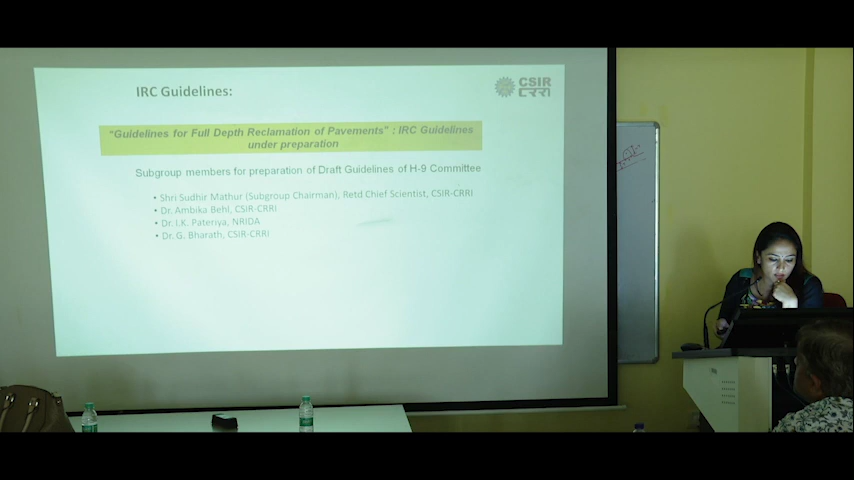 IRC Guidelines:
CSIR
CRRI
"Guidelines for Full Depth Reclamation of Pavements" ; IRC Guidelines
under preparation
Subgroup members for preparation of Draft Guidelines of H-9 Committee
• Shri Sudhir Mathur (Subgroup Chairman), Retd Chief Scientist, CSIR-CRRI
• Dr. Ambika Behl, CSIR-CRRI
• Dr. I.K. Pateriya, NRIDA
• Dr. G. Bharath, CSIR-CRRI